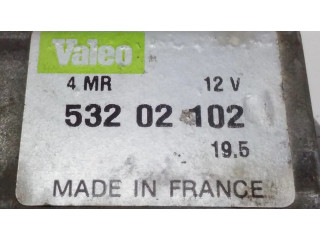 Valeo
4 MR 12 V
532 02 102
19.5
MADE IN FRANCE